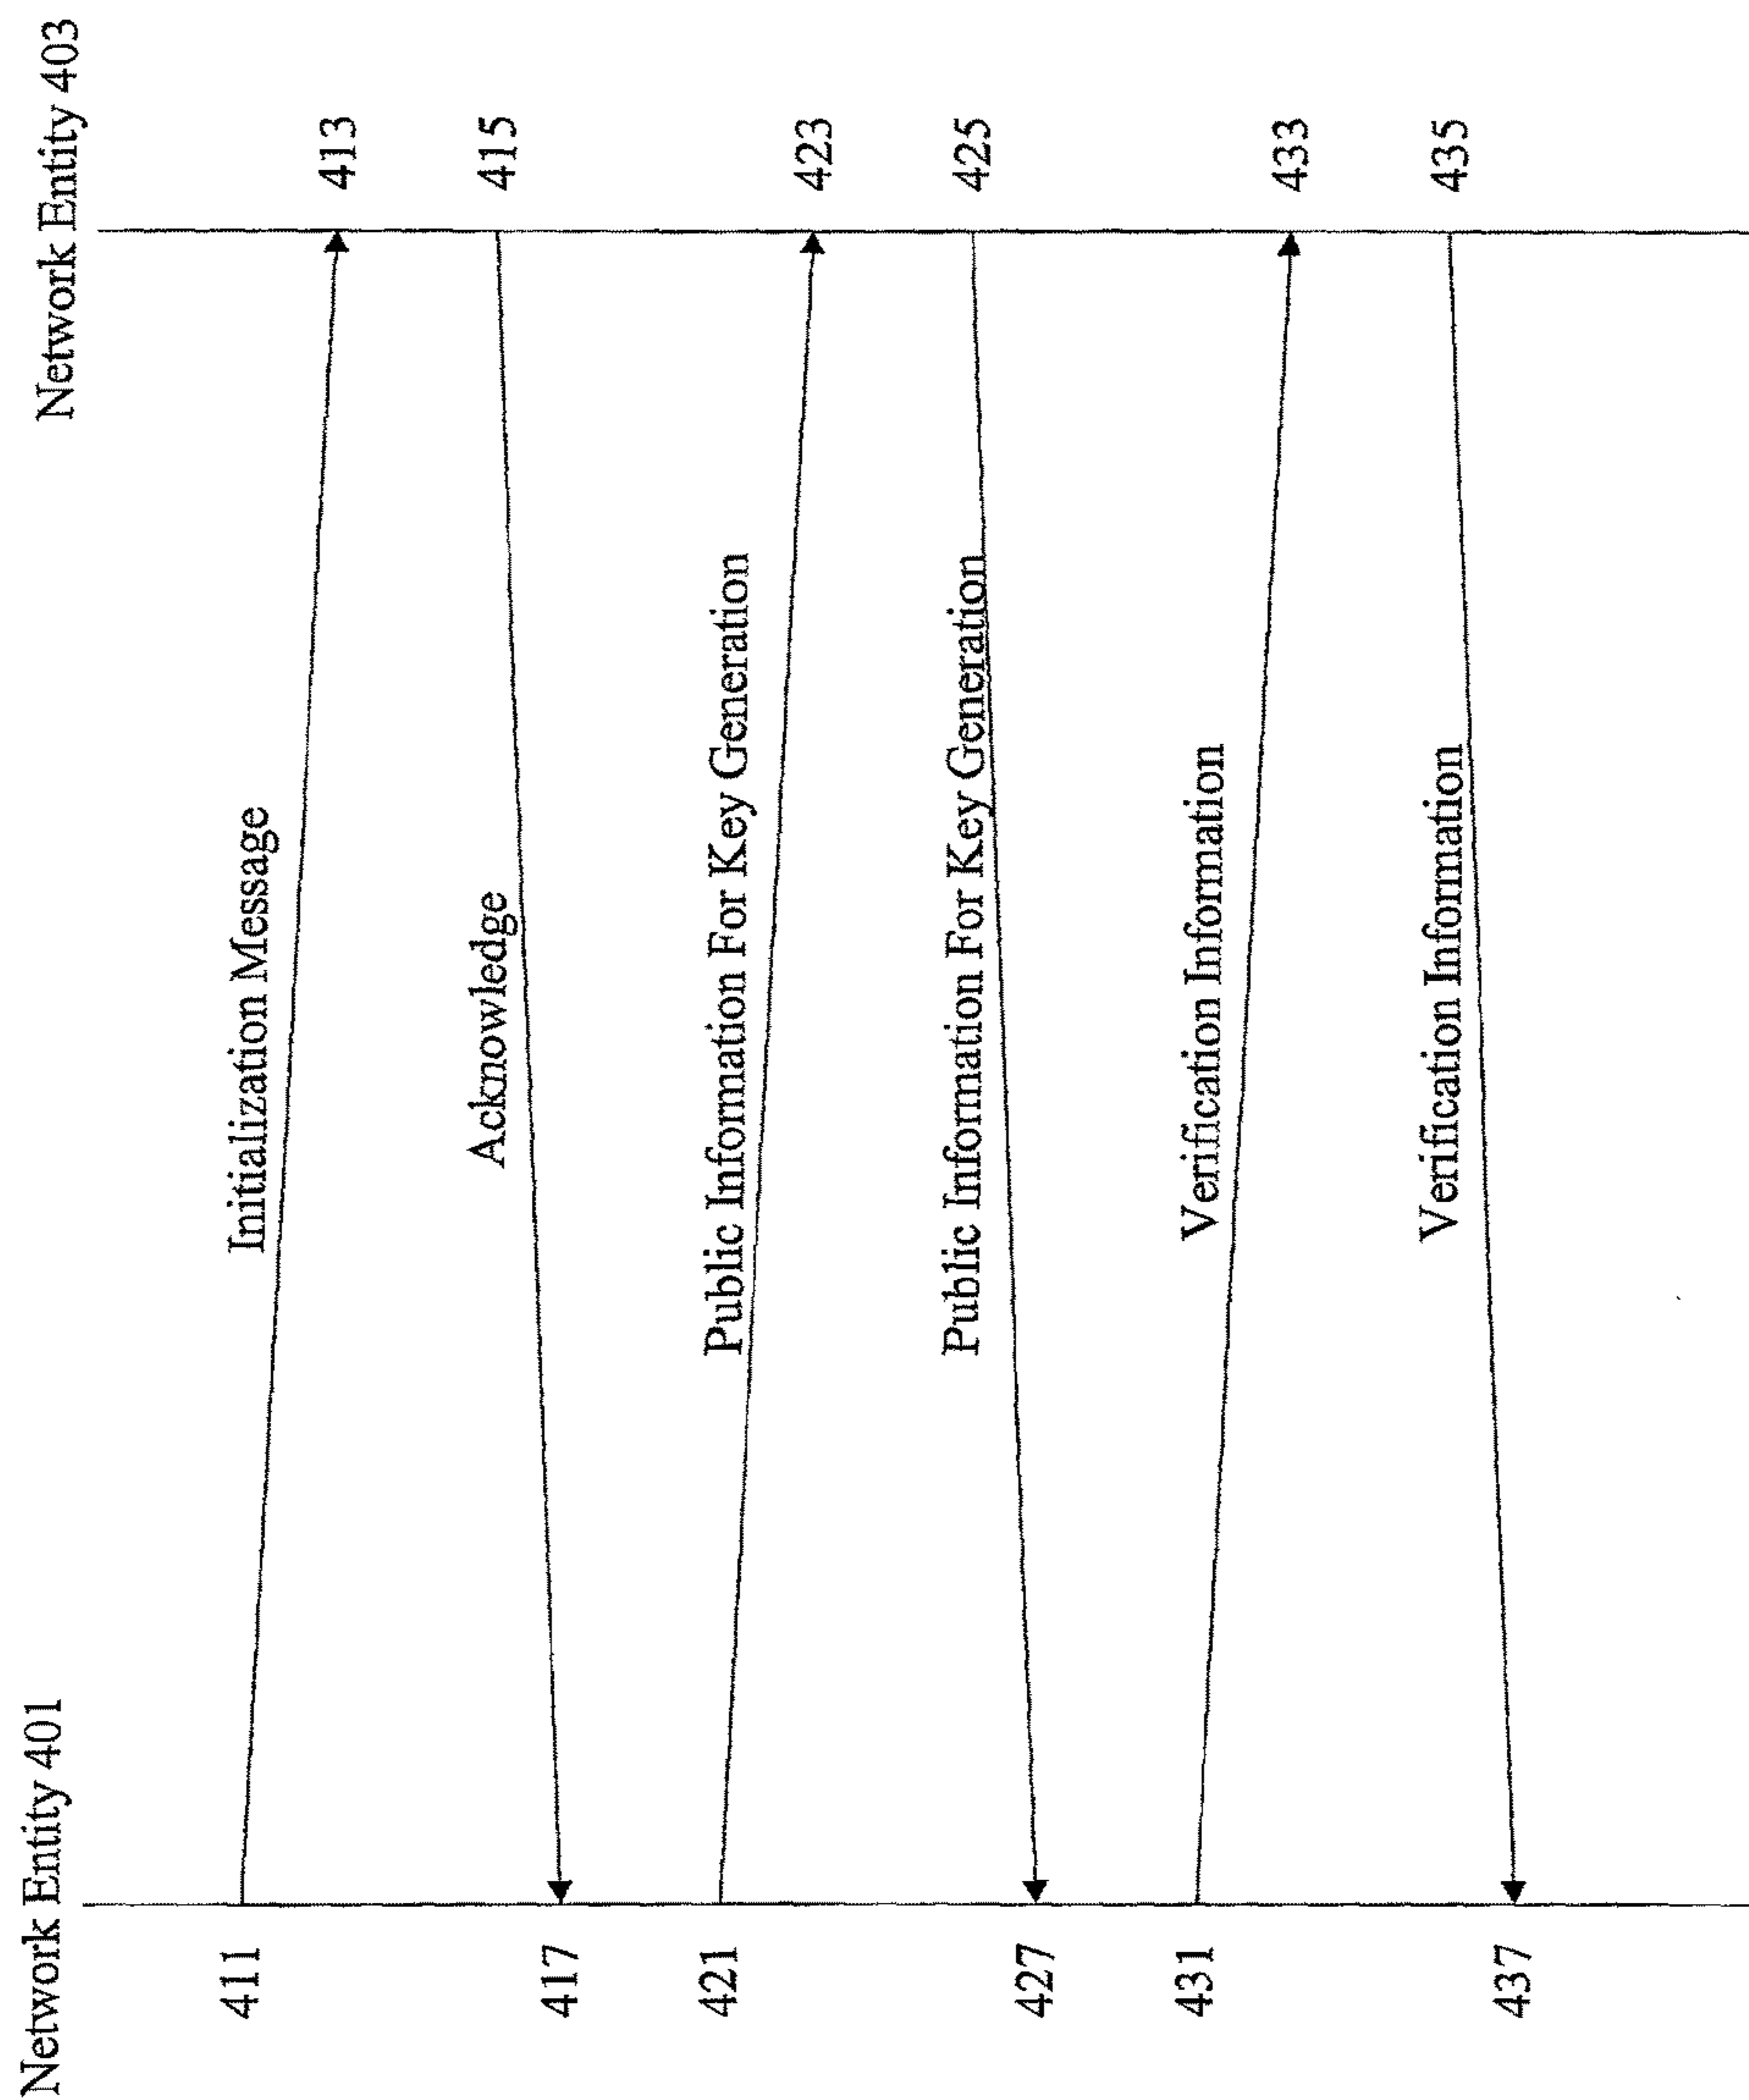 Network Entity 401
Network Entity 403
411
Initialization Message
413
Acknowledge
415
417
421
Public Information For Key Generation
423
Public Information For Key Generation
425
427
431
Verification Information
433
Verification Information
435
437